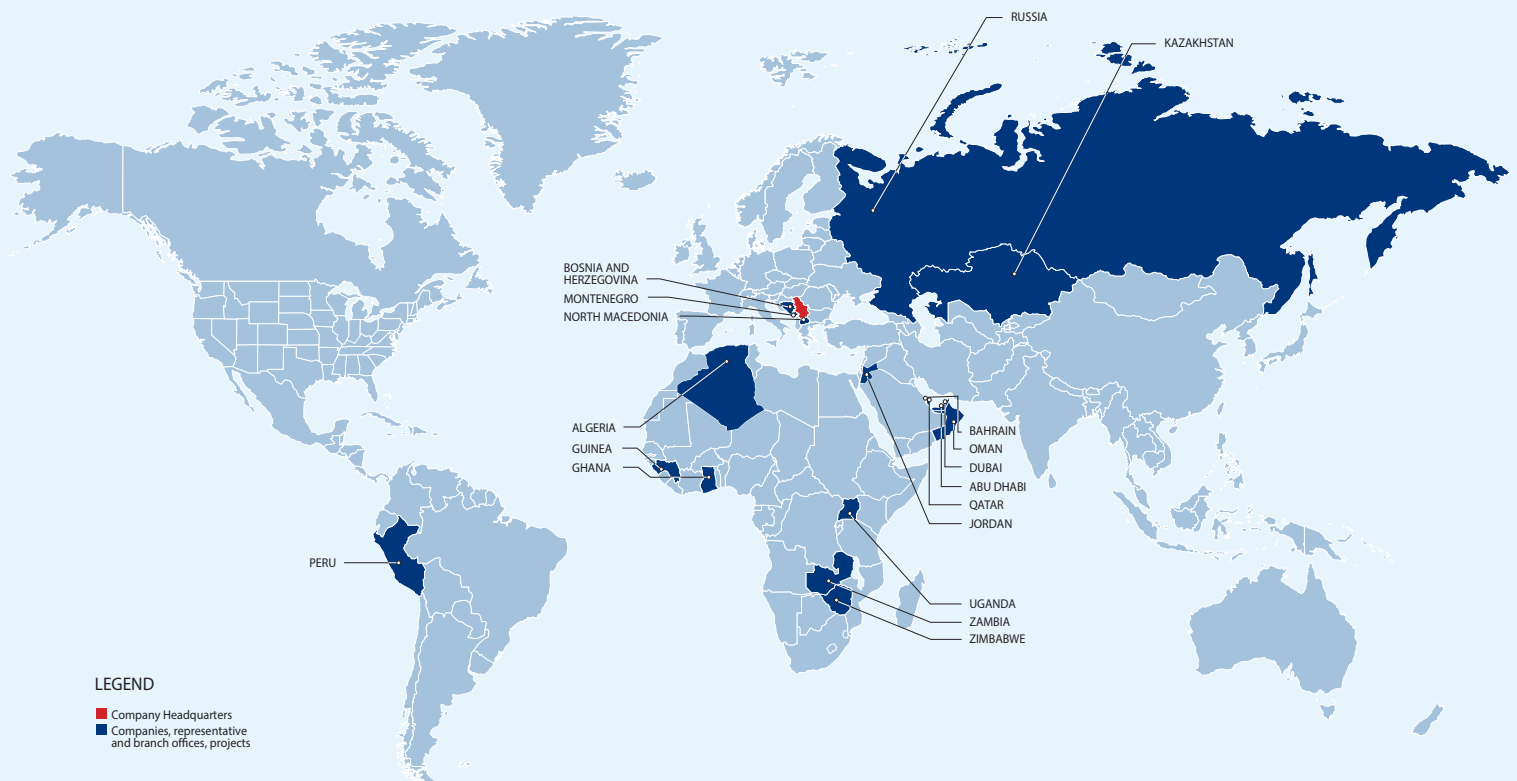 RUSSIA
KAZAKHSTAN
BOSNIA AND
HERZEGOVINA
MONTENEGRO
NORTH MACEDONIA
ALGERIA
GUINEA
GHANA
BAHRAIN
OMAN
DUBAI
ABU DHABI
QATAR
JORDAN
PERU
UGANDA
ZAMBIA
ZIMBABWE
LEGEND
Company Headquarters
Companies, representative
and branch offices, projects